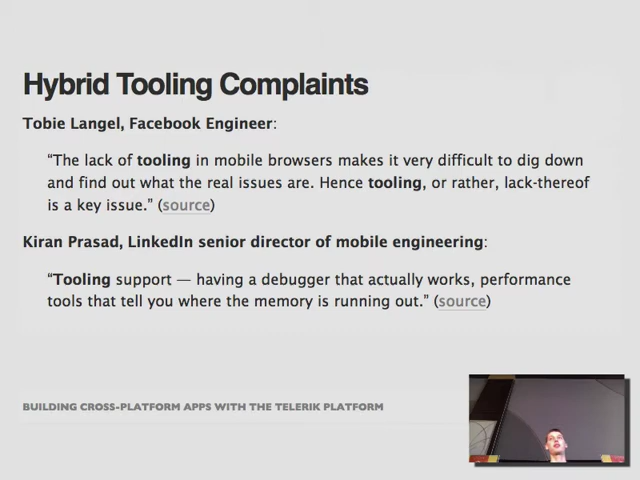 Hybrid Tooling Complaints
Tobie Langel, Facebook Engineer:
“The lack of tooling in mobile browsers makes it very difficult to dig down
and find out what the real issues are. Hence tooling, or rather, lack-thereof
is a key issue.” (source)
Kiran Prasad, LinkedIn senior director of mobile engineering:
“Tooling support — having a debugger that actually works, performance
tools that tell you where the memory is running out.” (source)
BUILDING CROSS-PLATFORM APPS WITH THE TELERIK PLATFORM